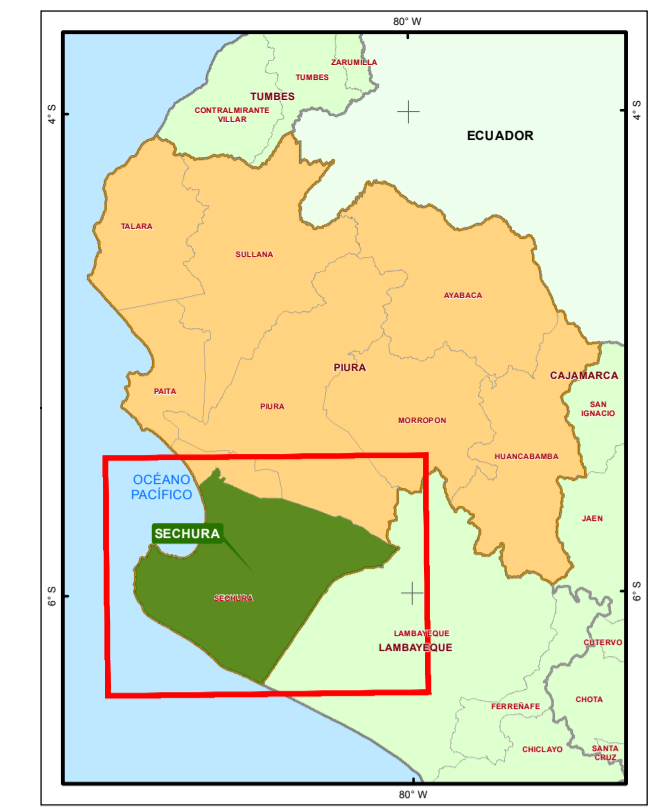 80° W
ZARUMILLA
TUMBES
TUMBES
CONTRALMIRANTE
VILLAR
4° S
4° S
ECUADOR
TALARA
SULLANA
AYABACA
PIURA
CAJAMARCA
PAITA
PIURA
SAN
IGNACIO
MORROPON
HUANCABAMBA
OCÉANO
PACÍFICO
JAEN
SECHURA
SECHURA
6° S
6° S
LAMBAYEQUE
LAMBAYEQUE
CUTERVO
CHOTA
FERREÑAFE
CHICLAYO
SANTA
CRUZ
80° W